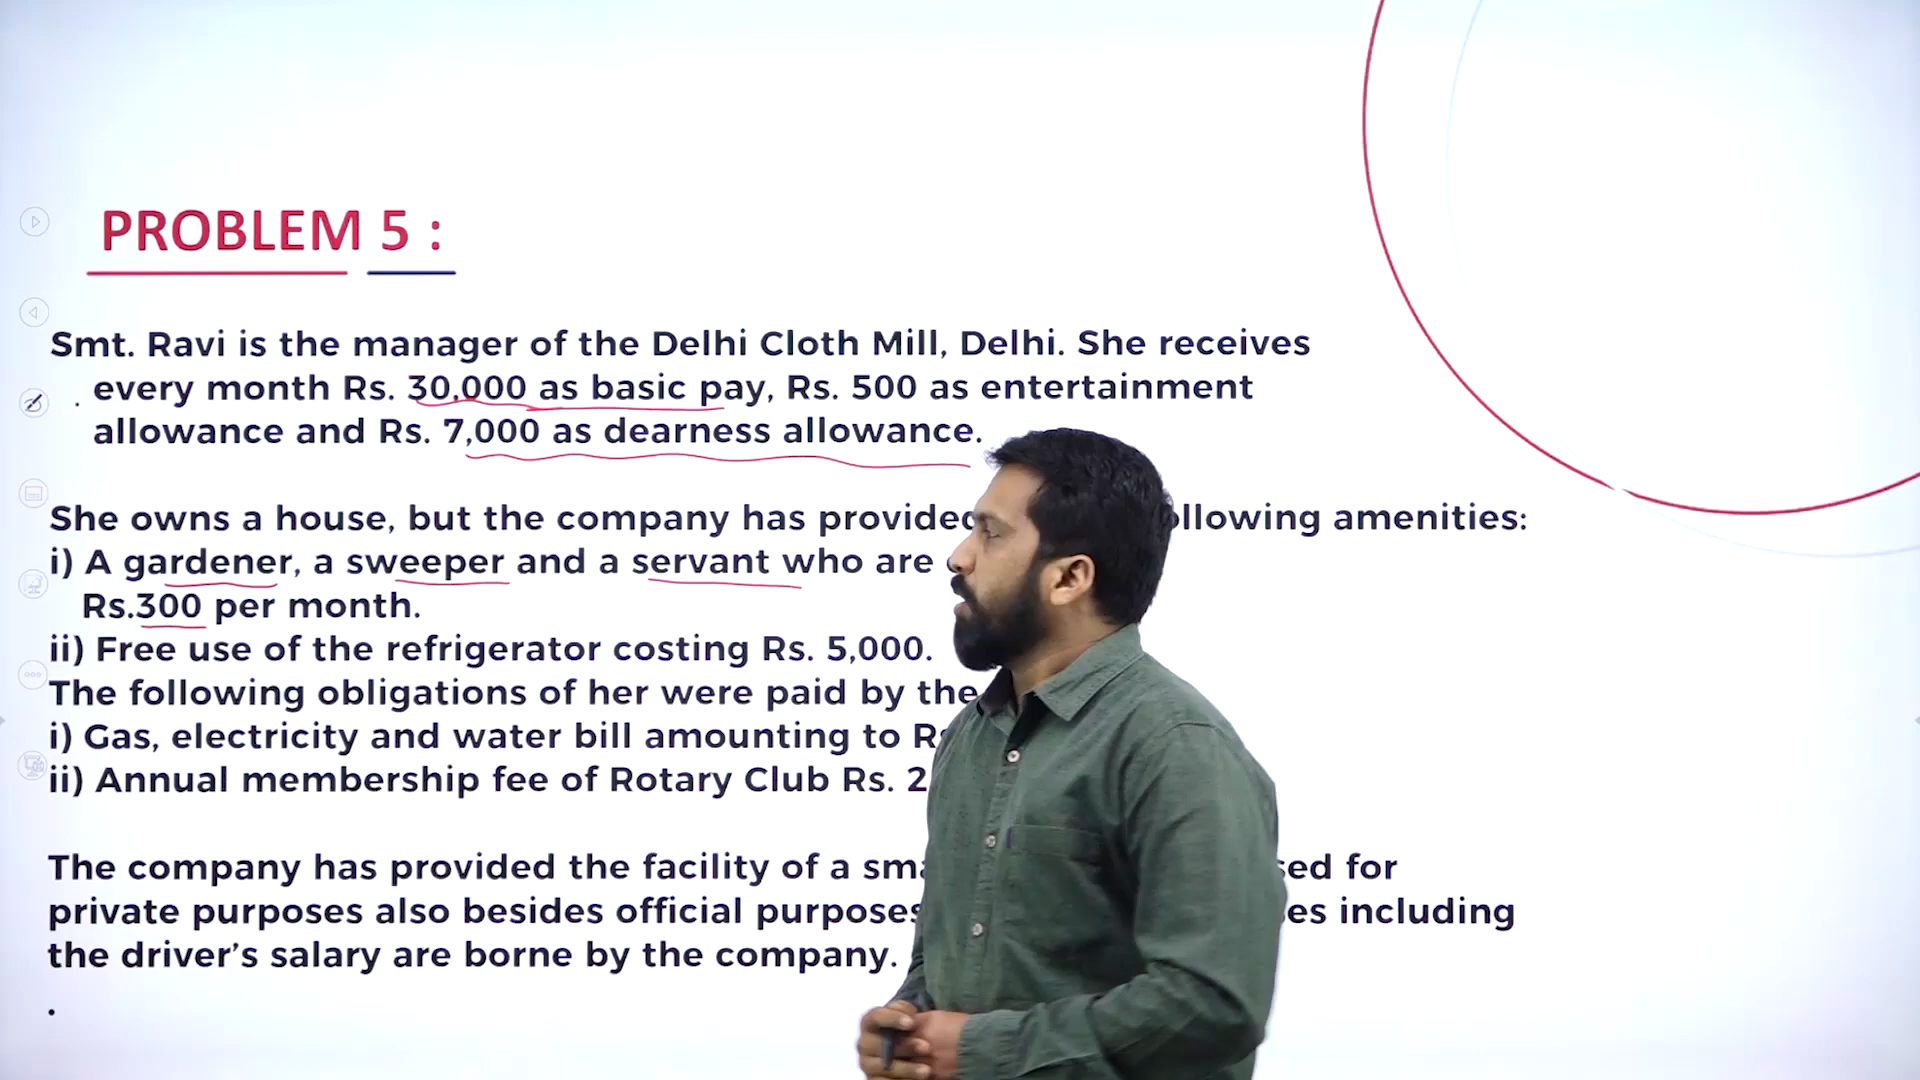 PROBLEM 5 :
Smt. Ravi is the manager of the Delhi Cloth Mill, Delhi. She receives
every month Rs. 30,000 as basic pay, Rs. 500 as entertainment
allowance and Rs. 7,000 as dearness allowance.
She owns a house, but the company has provided following amenities:
i) A gardener, a sweeper and a servant who are
Rs.300 per month.
ii) Free use of the refrigerator costing Rs. 5,000.
The following obligations of her were paid by the
i) Gas, electricity and water bill amounting to
ii) Annual membership fee of Rotary Club Rs.
The company has provided the facility of a for
private purposes also besides official purposes including
the driver’s salary are borne by the company.
.